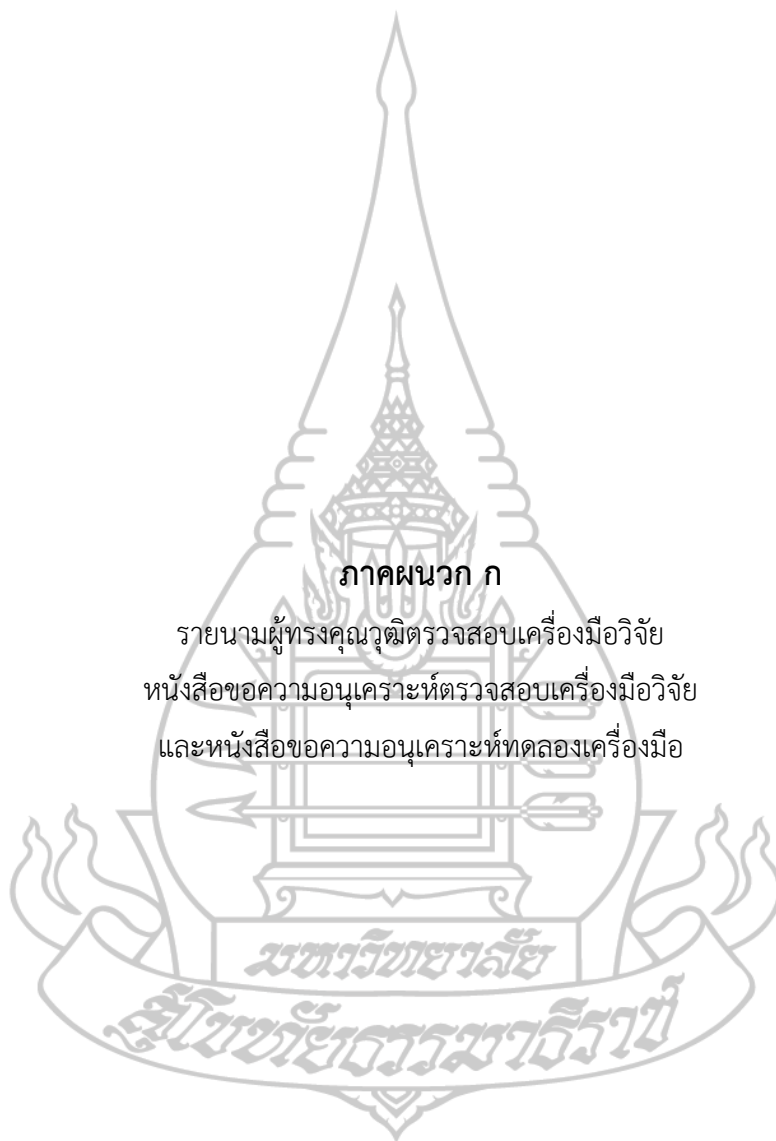 ภาคผนวก ก
รายนามผู้ทรงคุณวุฒิตรวจสอบเครื่องมือวิจัย
หนังสือขอความอนุเคราะห์ตรวจสอบเครื่องมือวิจัย
และหนังสือขอความอนุเคราะห์ทดลองเครื่องมือ
มหาวิทยาลัย
สุโขทัยธรรมาธิราช